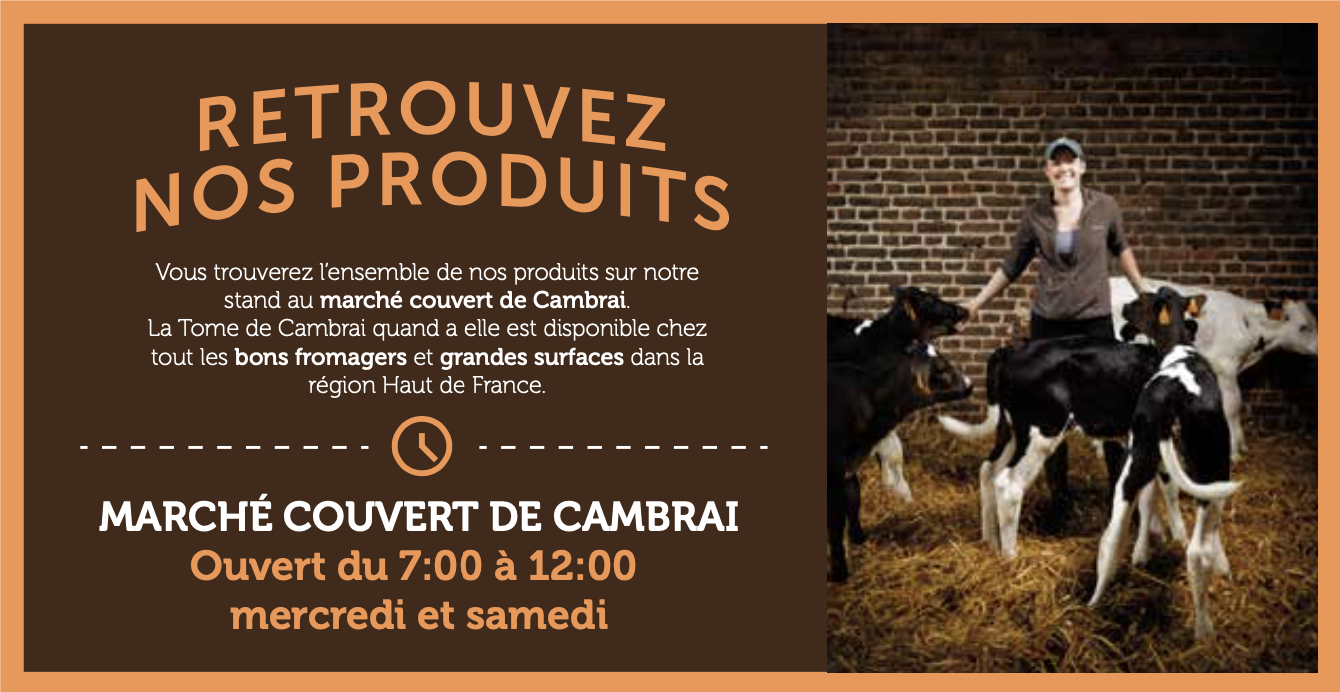 RETROUVEZ
NOS PRODUITS
Vous trouverez l'ensemble de nos produits sur notre
stand au marché couvert de Cambrai.
La Tome de Cambrai quand a elle est disponible chez
tout les bons fromagers et grandes surfaces dans la
région Haut de France.
MARCHÉ COUVERT DE CAMBRAI
Ouvert du 7:00 à 12:00
mercredi et samedi